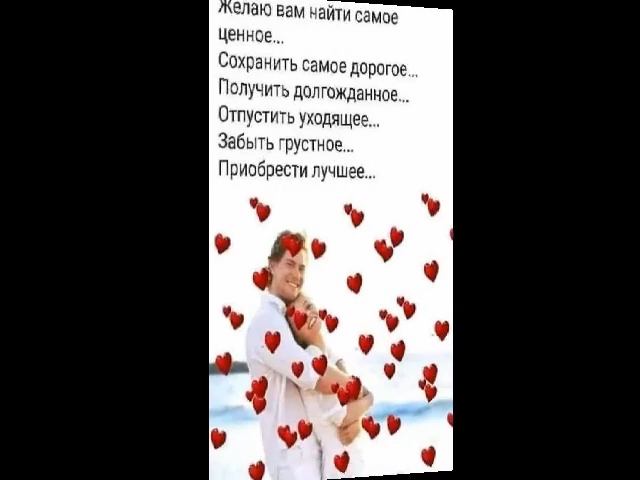 Желаю вам найти самое
ценное...
Сохранить самое дорогое...
Получить долгожданное...
Отпустить уходящее...
Забыть грустное...
Приобрести лучшее...